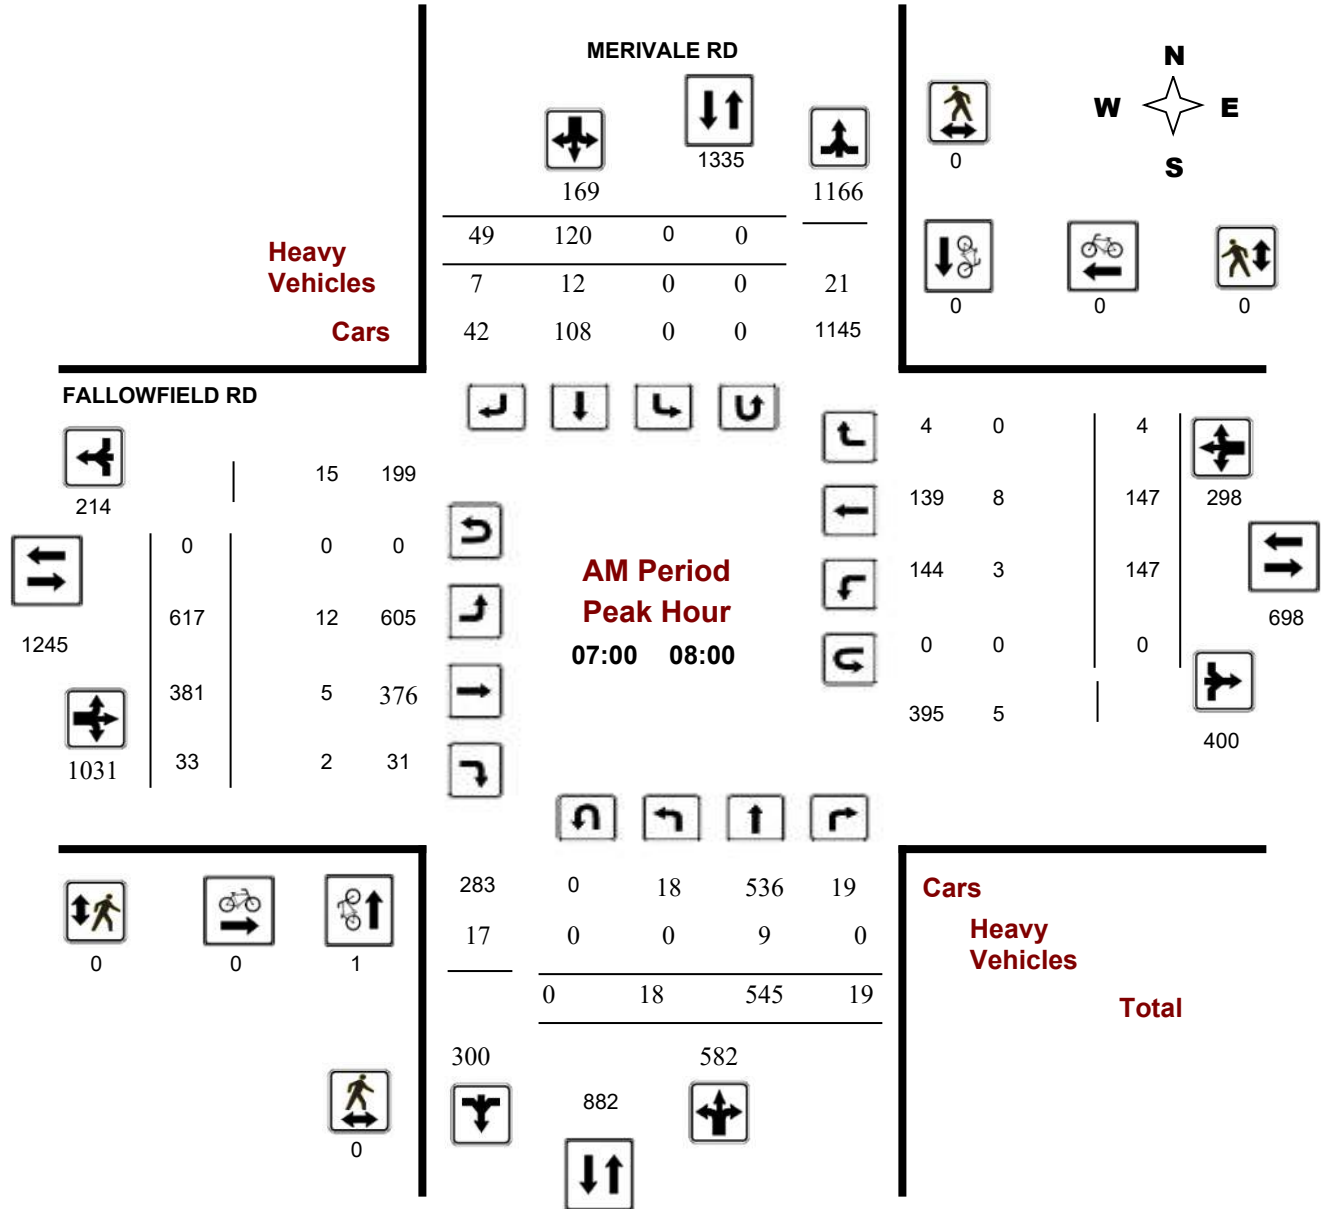 MERIVALE RD
N
W E
S
1335
0
169 1166
49 120 0 0
Heavy
Vehicles
7 12 0 0 21
Cars
42 108 0 0 1145
0 0 0
FALLOWFIELD RD
4 0 4
15 199
214
139 8 147 298
0 0 0
AM Period
144 3 147
Peak Hour
617 12 605
698
1245
07:00 08:00
0 0 0
381 5 376
395 5
400
1031 33 2 31
283 0 18 536 19
Cars
17 0 0 9 0
Heavy
Vehicles
0 0 1
0 18 545 19
Total
300 582
882
0